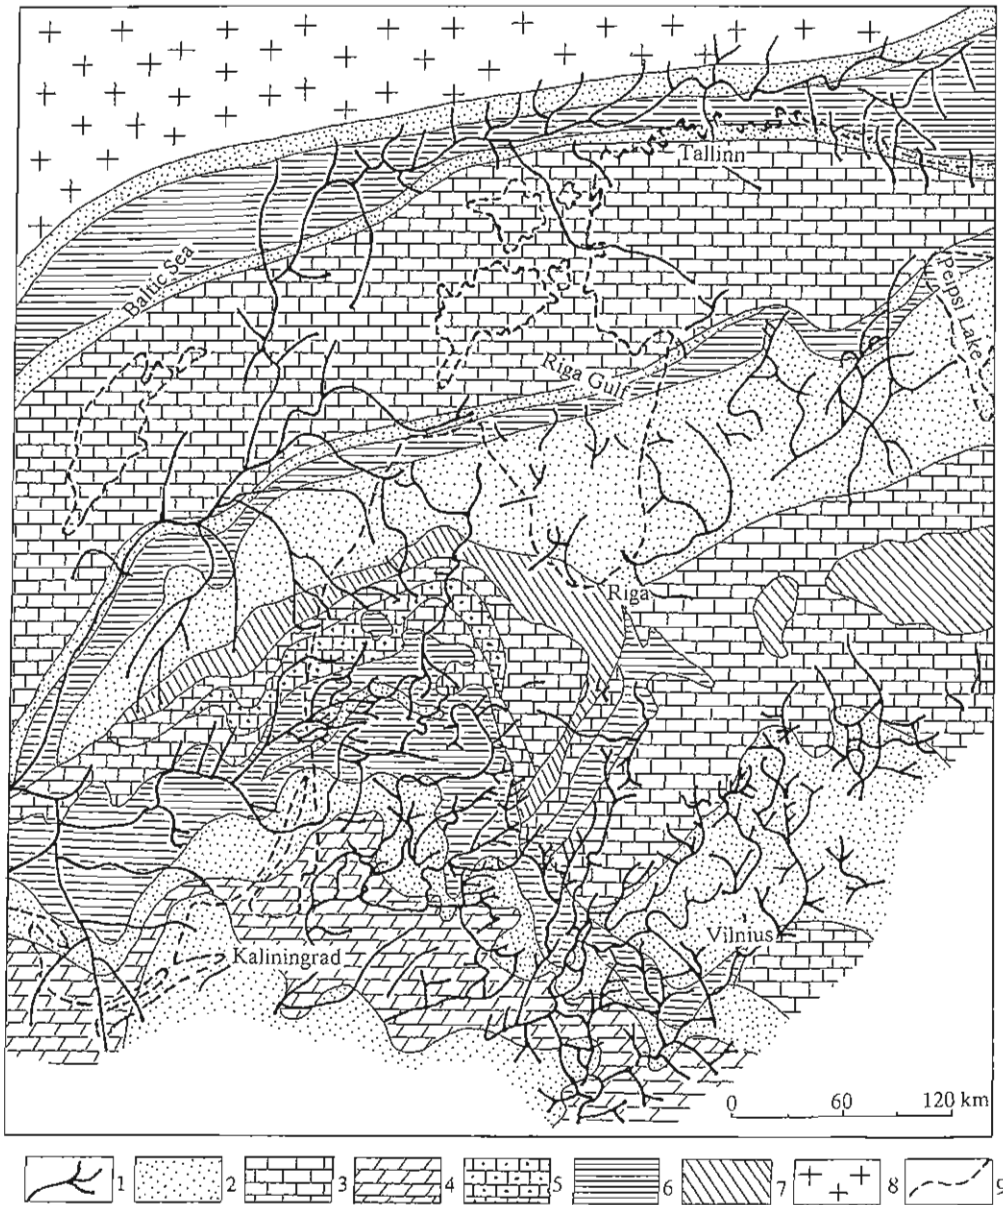 Tallinn
Baltic Sea
Peipsi Lake
Riga Gulf
Riga
Vilnius
Kaliningrad
0 60 120 km
1 2 3 4 5 6 7 8 9